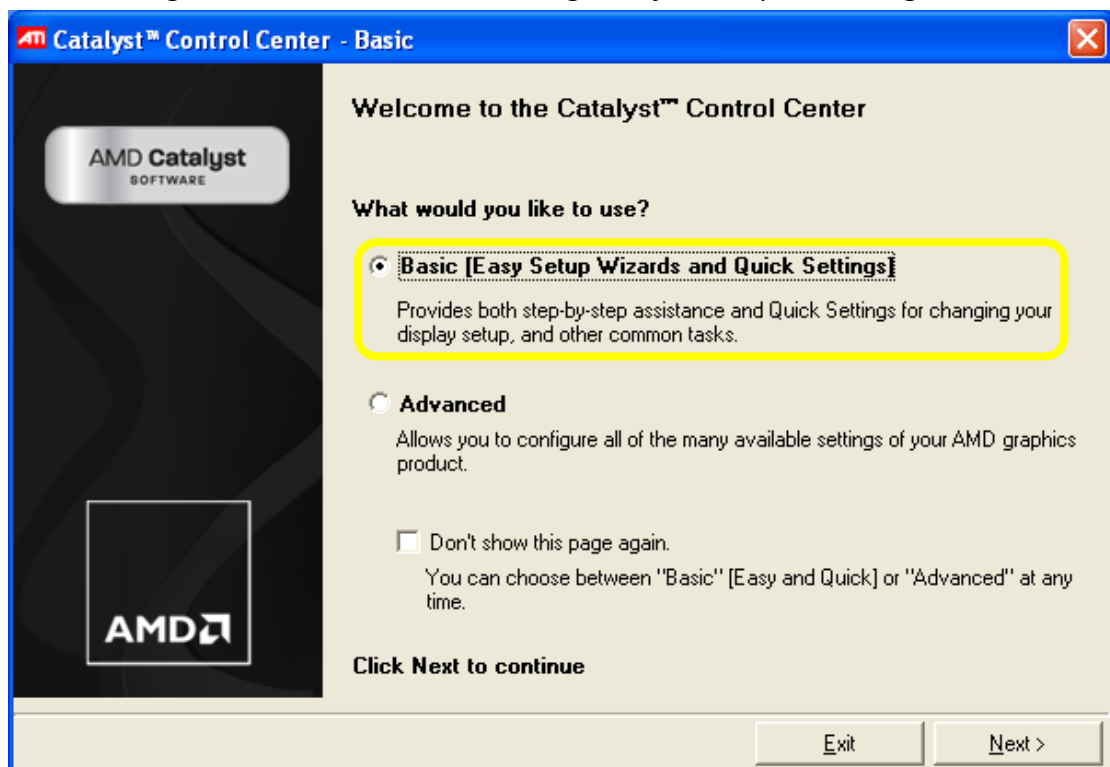 ATI Catalyst™ Control Center - Basic
AMD Catalyst
SOFTWARE
Welcome to the Catalyst™ Control Center
What would you like to use?
Basic [Easy Setup Wizards and Quick Settings]
Provides both step-by-step assistance and Quick Settings for changing your
display setup, and other common tasks.
Advanced
Allows you to configure all of the many available settings of your AMD graphics
product.
Don't show this page again.
You can choose between "Basic" [Easy and Quick] or "Advanced" at any
time.
AMD
Click Next to continue
Exit
Next >